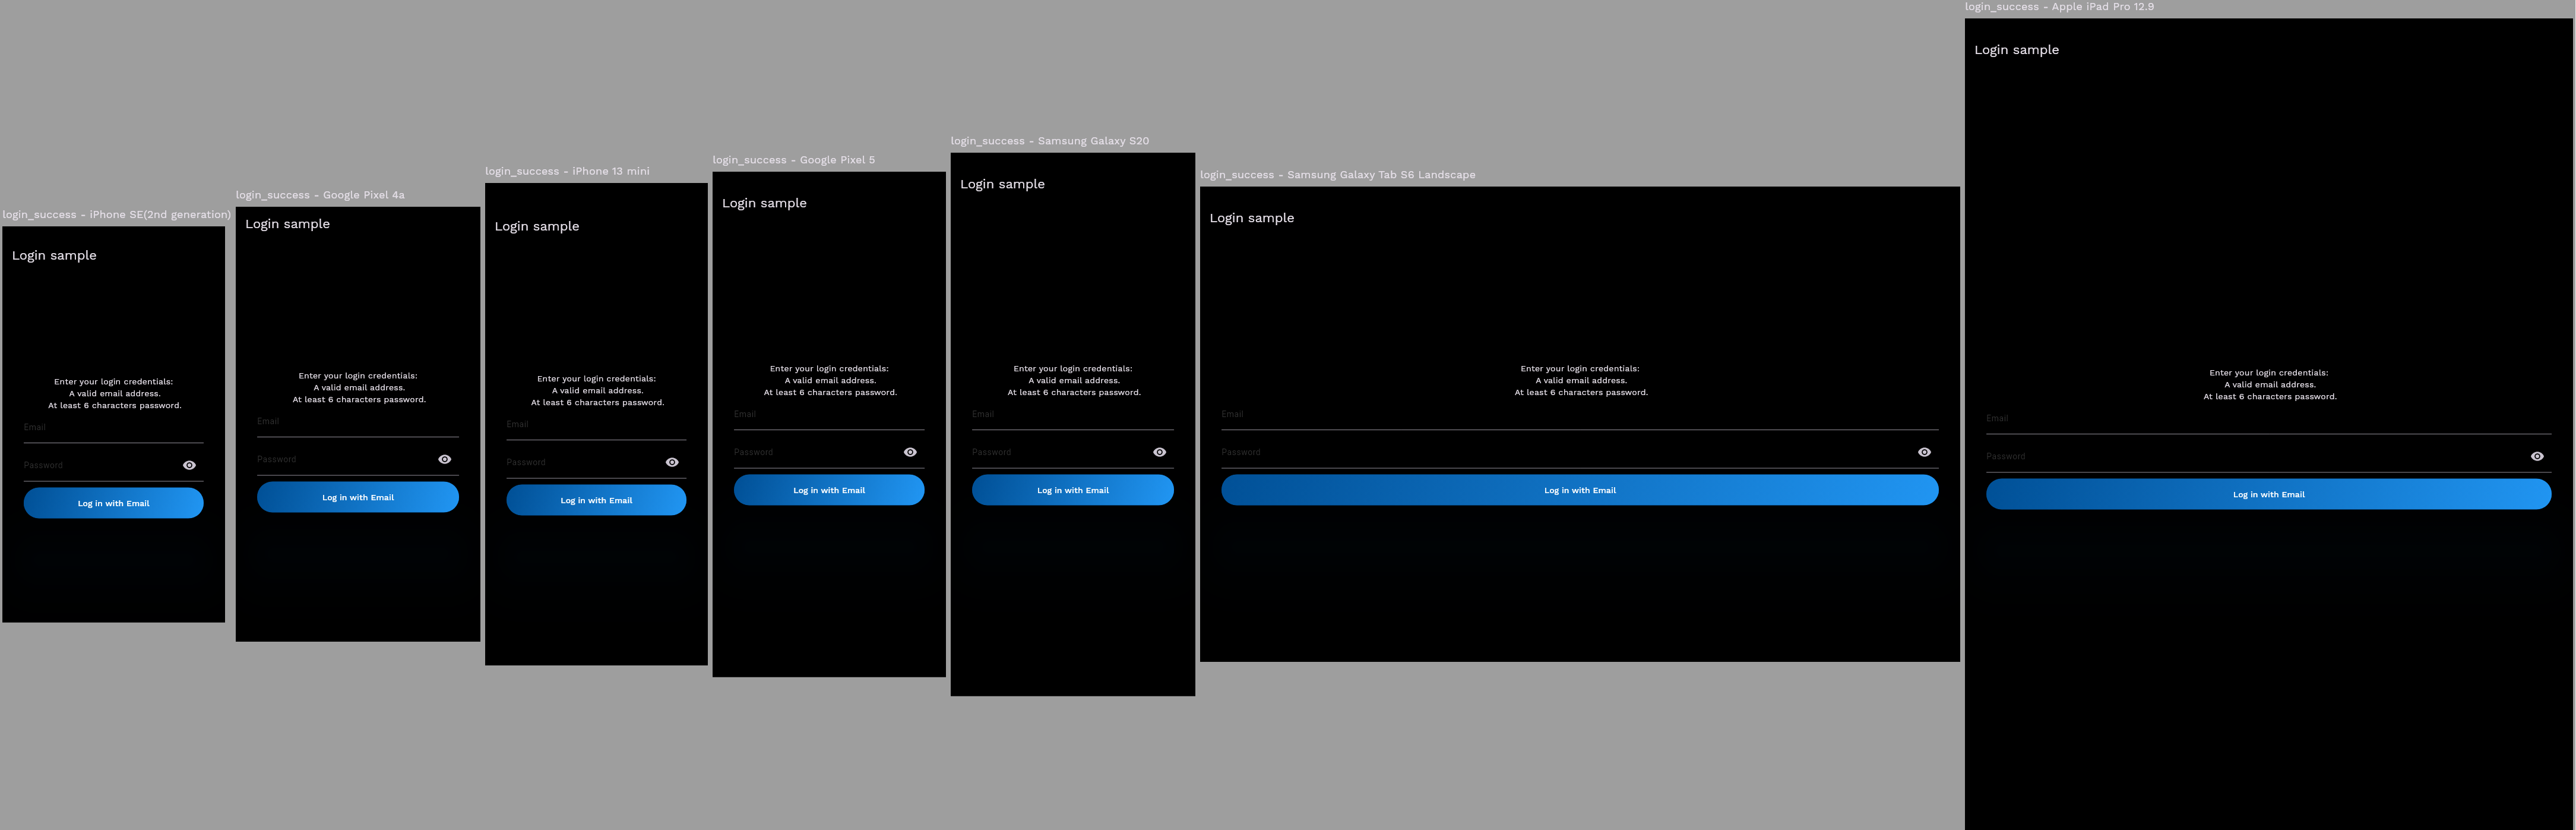 login_success - iPhone SE(2nd generation)
Login sample
Enter your login credentials:
A valid email address.
At least 6 characters password.
Email
Password
Log in with Email
login_success - Google Pixel 4a
Login sample
Enter your login credentials:
A valid email address.
At least 6 characters password.
Email
Password
Log in with Email
login_success - iPhone 13 mini
Login sample
Enter your login credentials:
A valid email address.
At least 6 characters password.
Email
Password
Log in with Email
login_success - Google Pixel 5
Login sample
Enter your login credentials:
A valid email address.
At least 6 characters password.
Email
Password
Log in with Email
login_success - Samsung Galaxy S20
Login sample
Enter your login credentials:
A valid email address.
At least 6 characters password.
Email
Password
Log in with Email
login_success - Samsung Galaxy Tab S6 Landscape
Login sample
Enter your login credentials:
A valid email address.
At least 6 characters password.
Email
Password
Log in with Email
login_success - Apple iPad Pro 12.9
Login sample
Enter your login credentials:
A valid email address.
At least 6 characters password.
Email
Password
Log in with Email